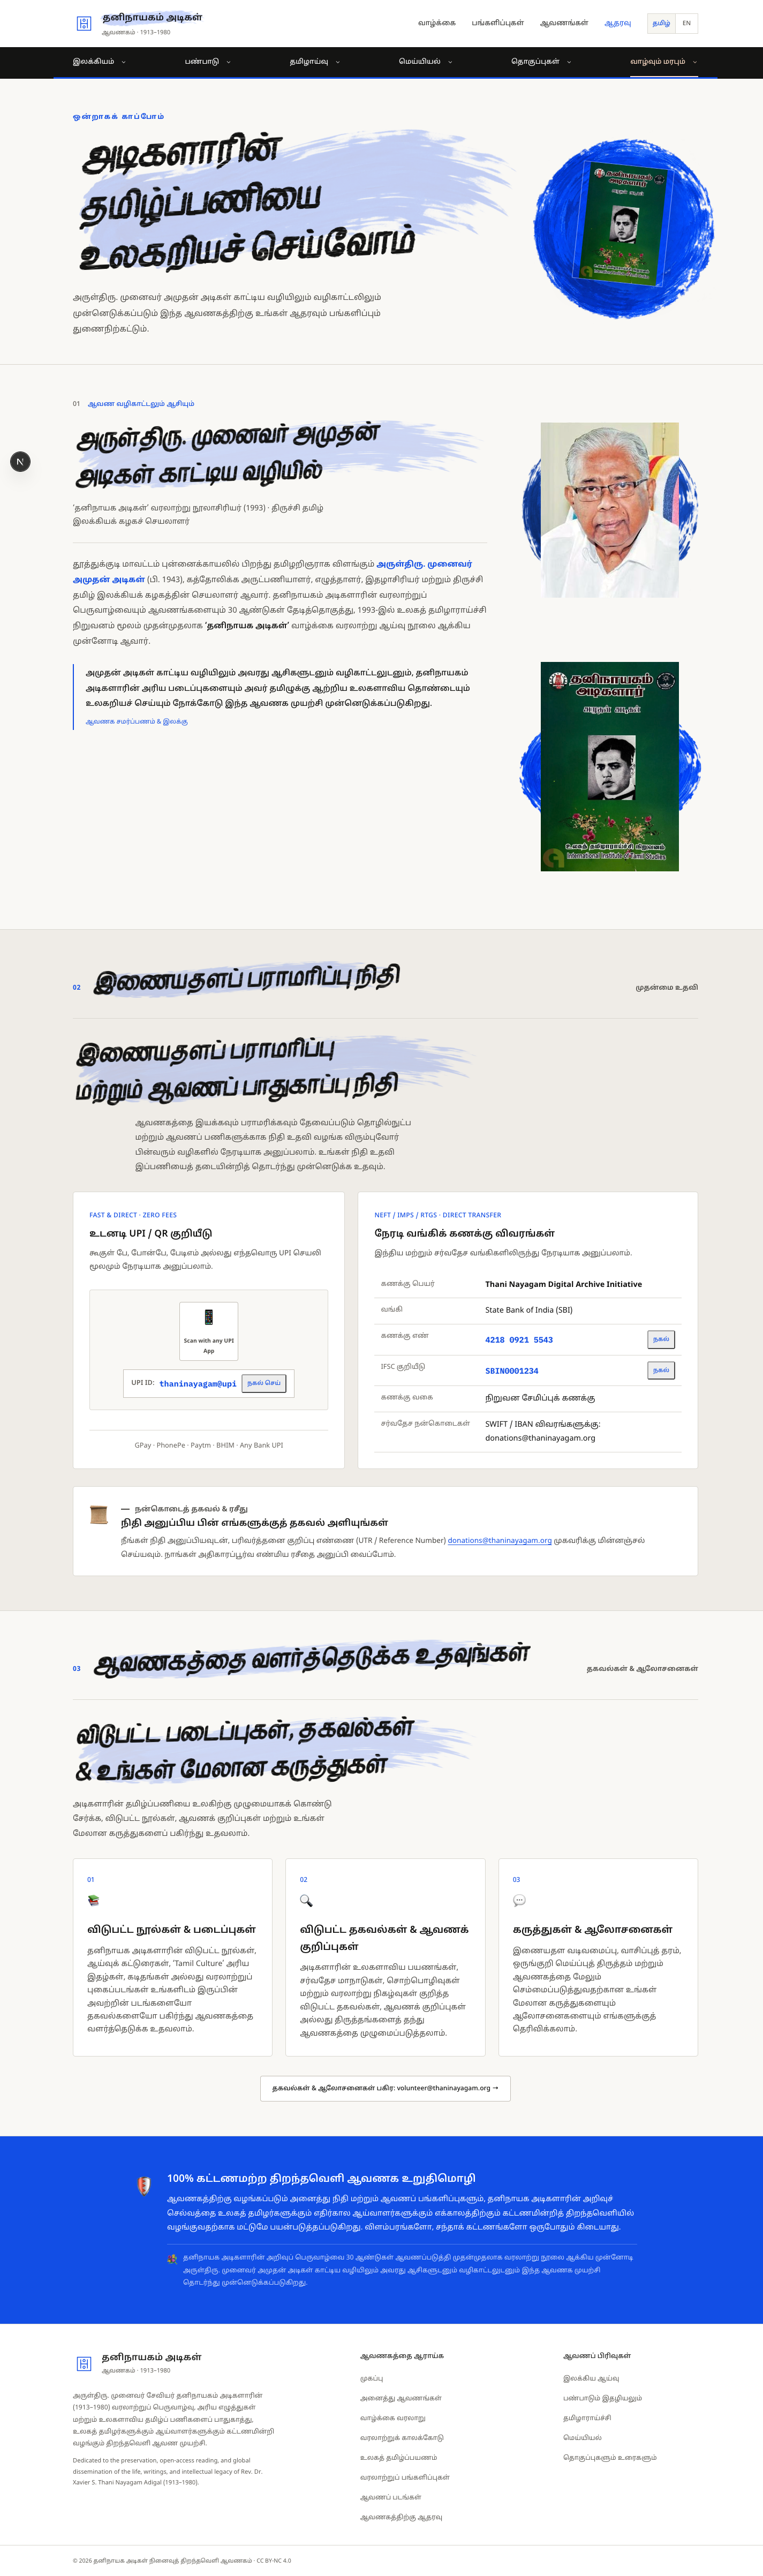 தனிநாயகம் அடிகள்
ஆவணகம் · 1913–1980
வாழ்க்கை பங்களிப்புகள் ஆவணங்கள் ஆதரவு தமிழ் EN
இலக்கியம் பண்பாடு தமிழாய்வு மெய்யியல் தொகுப்புகள் வாழ்வும் மரபும்
ஒன்றாகக் காப்போம்
அடிகளாரின்
தமிழ்ப்பணியை
உலகறியச் செய்வோம்
அருள்திரு. முனைவர் அமுதன் அடிகள் காட்டிய வழியிலும் வழிகாட்டலிலும்
முன்னெடுக்கப்படும் இந்த ஆவணகத்திற்கு உங்கள் ஆதரவும் பங்களிப்பும்
துணைநிற்கட்டும்.
தனிநாயகம்
அடிகளார்
அமுதன் அடிகள்
01 ஆவண வழிகாட்டலும் ஆசியும்
அருள்திரு. முனைவர் அமுதன்
அடிகள் காட்டிய வழியில்
'தனிநாயக அடிகள்' வரலாற்று நூலாசிரியர் (1993) · திருச்சி தமிழ்
இலக்கியக் கழகச் செயலாளர்
தூத்துக்குடி மாவட்டம் புன்னைக்காயலில் பிறந்து தமிழறிஞராக விளங்கும் அருள்திரு. முனைவர்
அமுதன் அடிகள் (பி. 1943), கத்தோலிக்க அருட்பணியாளர், எழுத்தாளர், இதழாசிரியர் மற்றும் திருச்சி
தமிழ் இலக்கியக் கழகத்தின் செயலாளர் ஆவார். தனிநாயகம் அடிகளாரின் வரலாற்றுப்
பெருவாழ்வையும் ஆவணங்களையும் 30 ஆண்டுகள் தேடித்தொகுத்து, 1993-இல் உலகத் தமிழாராய்ச்சி
நிறுவனம் மூலம் முதன்முதலாக 'தனிநாயக அடிகள்' வாழ்க்கை வரலாற்று ஆய்வு நூலை ஆக்கிய
முன்னோடி ஆவார்.
அமுதன் அடிகள் காட்டிய வழியிலும் அவரது ஆசிகளுடனும் வழிகாட்டலுடனும், தனிநாயகம்
அடிகளாரின் அரிய படைப்புகளையும் அவர் தமிழுக்கு ஆற்றிய உலகளாவிய தொண்டையும்
உலகறியச் செய்யும் நோக்கோடு இந்த ஆவண முயற்சி முன்னெடுக்கப்படுகிறது.
ஆவணக சமர்ப்பணம் & இலக்கு
தனிநாயகம்
அடிகளார்
அமுதன் அடிகள்
உலகத் தமிழாராய்ச்சி நிறுவனம்
International Institute of Tamil Studies
02 இணையதளப் பராமரிப்பு நிதி முதன்மை உதவி
இணையதளப் பராமரிப்பு
மற்றும் ஆவணப் பாதுகாப்பு நிதி
ஆவணகத்தை இயக்கவும் பராமரிக்கவும் தேவைப்படும் தொழில்நுட்ப
மற்றும் ஆவணப் பணிகளுக்காக நிதி உதவி வழங்க விரும்புவோர்
பின்வரும் வழிகளில் நேரடியாக அனுப்பலாம். உங்கள் நிதி உதவி
இப்பணியைத் தடையின்றித் தொடர்ந்து முன்னெடுக்க உதவும்.
FAST & DIRECT · ZERO FEES
உடனடி UPI / QR குறியீடு
கூகுள் பே, போன்பே, பேடிஎம் அல்லது எந்தவொரு UPI செயலி
மூலமும் நேரடியாக அனுப்பலாம்.
Scan with any UPI
App
UPI ID: thaninayagam@upi நகல் செய்
GPay · PhonePe · Paytm · BHIM · Any Bank UPI
NEFT / IMPS / RTGS · DIRECT TRANSFER
நேரடி வங்கிக் கணக்கு விவரங்கள்
இந்திய மற்றும் சர்வதேச வங்கிகளிலிருந்து நேரடியாக அனுப்பலாம்.
கணக்கு பெயர் Thani Nayagam Digital Archive Initiative
வங்கி State Bank of India (SBI)
கணக்கு எண் 4218 0921 5543 நகல்
IFSC குறியீடு SBIN0001234 நகல்
கணக்கு வகை நிறுவன சேமிப்புக் கணக்கு
சர்வதேச நன்கொடைகள் SWIFT / IBAN விவரங்களுக்கு:
donations@thaninayagam.org
— நன்கொடைத் தகவல் & ரசீது
நிதி அனுப்பிய பின் எங்களுக்குத் தகவல் அளியுங்கள்
நீங்கள் நிதி அனுப்பியவுடன், பரிவர்த்தனை குறிப்பு எண்ணை (UTR / Reference Number) donations@thaninayagam.org முகவரிக்கு மின்னஞ்சல்
செய்யவும். நாங்கள் அதிகாரப்பூர்வ எண்மிய ரசீதை அனுப்பி வைப்போம்.
03 ஆவணகத்தை வளர்த்தெடுக்க உதவுங்கள் தகவல்கள் & ஆலோசனைகள்
விடுபட்ட படைப்புகள், தகவல்கள்
& உங்கள் மேலான கருத்துகள்
அடிகளாரின் தமிழ்ப்பணியை உலகிற்கு முழுமையாகக் கொண்டு
சேர்க்க, விடுபட்ட நூல்கள், ஆவணக் குறிப்புகள் மற்றும் உங்கள்
மேலான கருத்துகளைப் பகிர்ந்து உதவலாம்.
01
விடுபட்ட நூல்கள் & படைப்புகள்
தனிநாயக அடிகளாரின் விடுபட்ட நூல்கள்,
ஆய்வுக் கட்டுரைகள், 'Tamil Culture' அரிய
இதழ்கள், கடிதங்கள் அல்லது வரலாற்றுப்
புகைப்படங்கள் உங்களிடம் இருப்பின்
அவற்றின் படங்களையோ
தகவல்களையோ பகிர்ந்து ஆவணகத்தை
வளர்த்தெடுக்க உதவலாம்.
02
விடுபட்ட தகவல்கள் & ஆவணக்
குறிப்புகள்
அடிகளாரின் உலகளாவிய பயணங்கள்,
சர்வதேச மாநாடுகள், சொற்பொழிவுகள்
மற்றும் வரலாற்று நிகழ்வுகள் குறித்த
விடுபட்ட தகவல்கள், ஆவணக் குறிப்புகள்
அல்லது திருத்தங்களைத் தந்து
ஆவணகத்தை முழுமைப்படுத்தலாம்.
03
கருத்துகள் & ஆலோசனைகள்
இணையதள வடிவமைப்பு, வாசிப்புத் தரம்,
ஒருங்குறி மெய்ப்புத் திருத்தம் மற்றும்
ஆவணகத்தை மேலும்
செம்மைப்படுத்துவதற்கான உங்கள்
மேலான கருத்துகளையும்
ஆலோசனைகளையும் எங்களுக்குத்
தெரிவிக்கலாம்.
தகவல்கள் & ஆலோசனைகள் பகிர: volunteer@thaninayagam.org →
100% கட்டணமற்ற திறந்தவெளி ஆவணக உறுதிமொழி
ஆவணகத்திற்கு வழங்கப்படும் அனைத்து நிதி மற்றும் ஆவணப் பங்களிப்புகளும், தனிநாயக அடிகளாரின் அறிவுச்
செல்வத்தை உலகத் தமிழர்களுக்கும் எதிர்கால ஆய்வாளர்களுக்கும் எக்காலத்திற்கும் கட்டணமின்றித் திறந்தவெளியில்
வழங்குவதற்காக மட்டுமே பயன்படுத்தப்படுகிறது. விளம்பரங்களோ, சந்தாக் கட்டணங்களோ ஒருபோதும் கிடையாது.
தனிநாயக அடிகளாரின் அறிவுப் பெருவாழ்வை 30 ஆண்டுகள் ஆவணப்படுத்தி முதன்முதலாக வரலாற்று நூலை ஆக்கிய முன்னோடி
அருள்திரு. முனைவர் அமுதன் அடிகள் காட்டிய வழியிலும் அவரது ஆசிகளுடனும் வழிகாட்டலுடனும் இந்த ஆவணக முயற்சி
தொடர்ந்து முன்னெடுக்கப்படுகிறது.
தனிநாயகம் அடிகள்
ஆவணகம் · 1913–1980
அருள்திரு. முனைவர் சேவியர் தனிநாயகம் அடிகளாரின்
(1913–1980) வரலாற்றுப் பெருவாழ்வு, அரிய எழுத்துகள்
மற்றும் உலகளாவிய தமிழ்ப் பணிகளைப் பாதுகாத்து,
உலகத் தமிழர்களுக்கும் ஆய்வாளர்களுக்கும் கட்டணமின்றி
வழங்கும் திறந்தவெளி ஆவண முயற்சி.
Dedicated to the preservation, open-access reading, and global
dissemination of the life, writings, and intellectual legacy of Rev. Dr.
Xavier S. Thani Nayagam Adigal (1913–1980).
ஆவணகத்தை ஆராய்க
முகப்பு
அனைத்து ஆவணங்கள்
வாழ்க்கை வரலாறு
வரலாற்றுக் காலக்கோடு
உலகத் தமிழ்ப்பயணம்
வரலாற்றுப் பங்களிப்புகள்
ஆவணப் படங்கள்
ஆவணகத்திற்கு ஆதரவு
ஆவணப் பிரிவுகள்
இலக்கிய ஆய்வு
பண்பாடும் இதழியலும்
தமிழாராய்ச்சி
மெய்யியல்
தொகுப்புகளும் உரைகளும்
© 2026 தனிநாயக அடிகள் நினைவுத் திறந்தவெளி ஆவணகம் · CC BY-NC 4.0